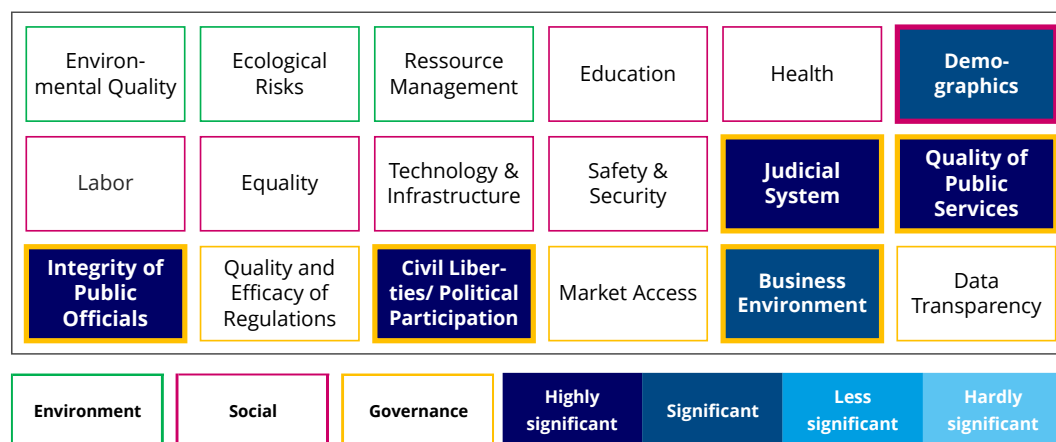 Environ-
mental Quality
Ecological
Risks
Ressource
Management
Education
Health
Demo-
graphics
Labor
Equality
Technology &
Infrastructure
Safety &
Security
Judicial
System
Quality of
Public
Services
Integrity of
Public
Officials
Quality and
Efficacy of
Regulations
Civil Liber-
ties/ Political
Participation
Market Access
Business
Environment
Data
Transparency
Environment
Social
Governance
Highly
significant
Significant
Less
significant
Hardly
significant